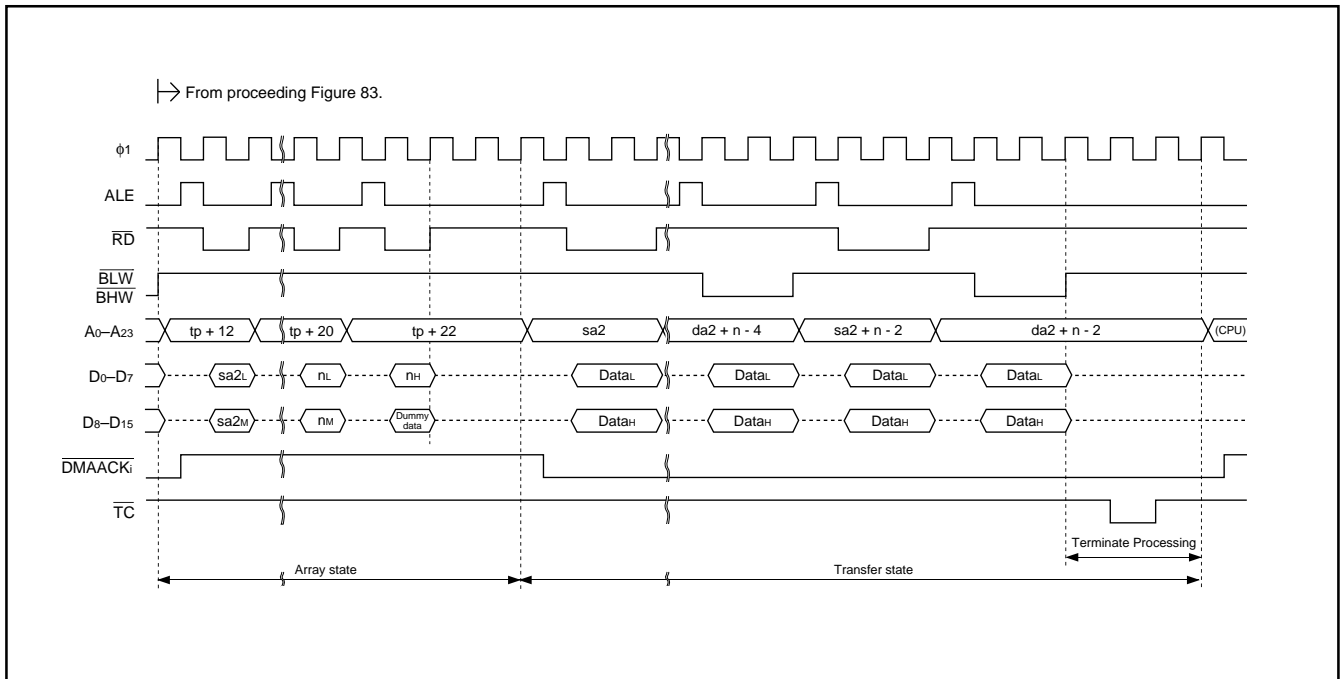 From proceeding Figure 83.
ϕ1
ALE
RD
BLW
BHW
A0–A23 tp + 12 tp + 20 tp + 22 sa2 da2 + n - 4 sa2 + n - 2 da2 + n - 2 (CPU)
D0–D7 sa2L nL nH DataL DataL DataL DataL
D8–D15 sa2M nM Dummy data DataH DataH DataH DataH
DMAACKi
TC
Terminate Processing
Array state Transfer state